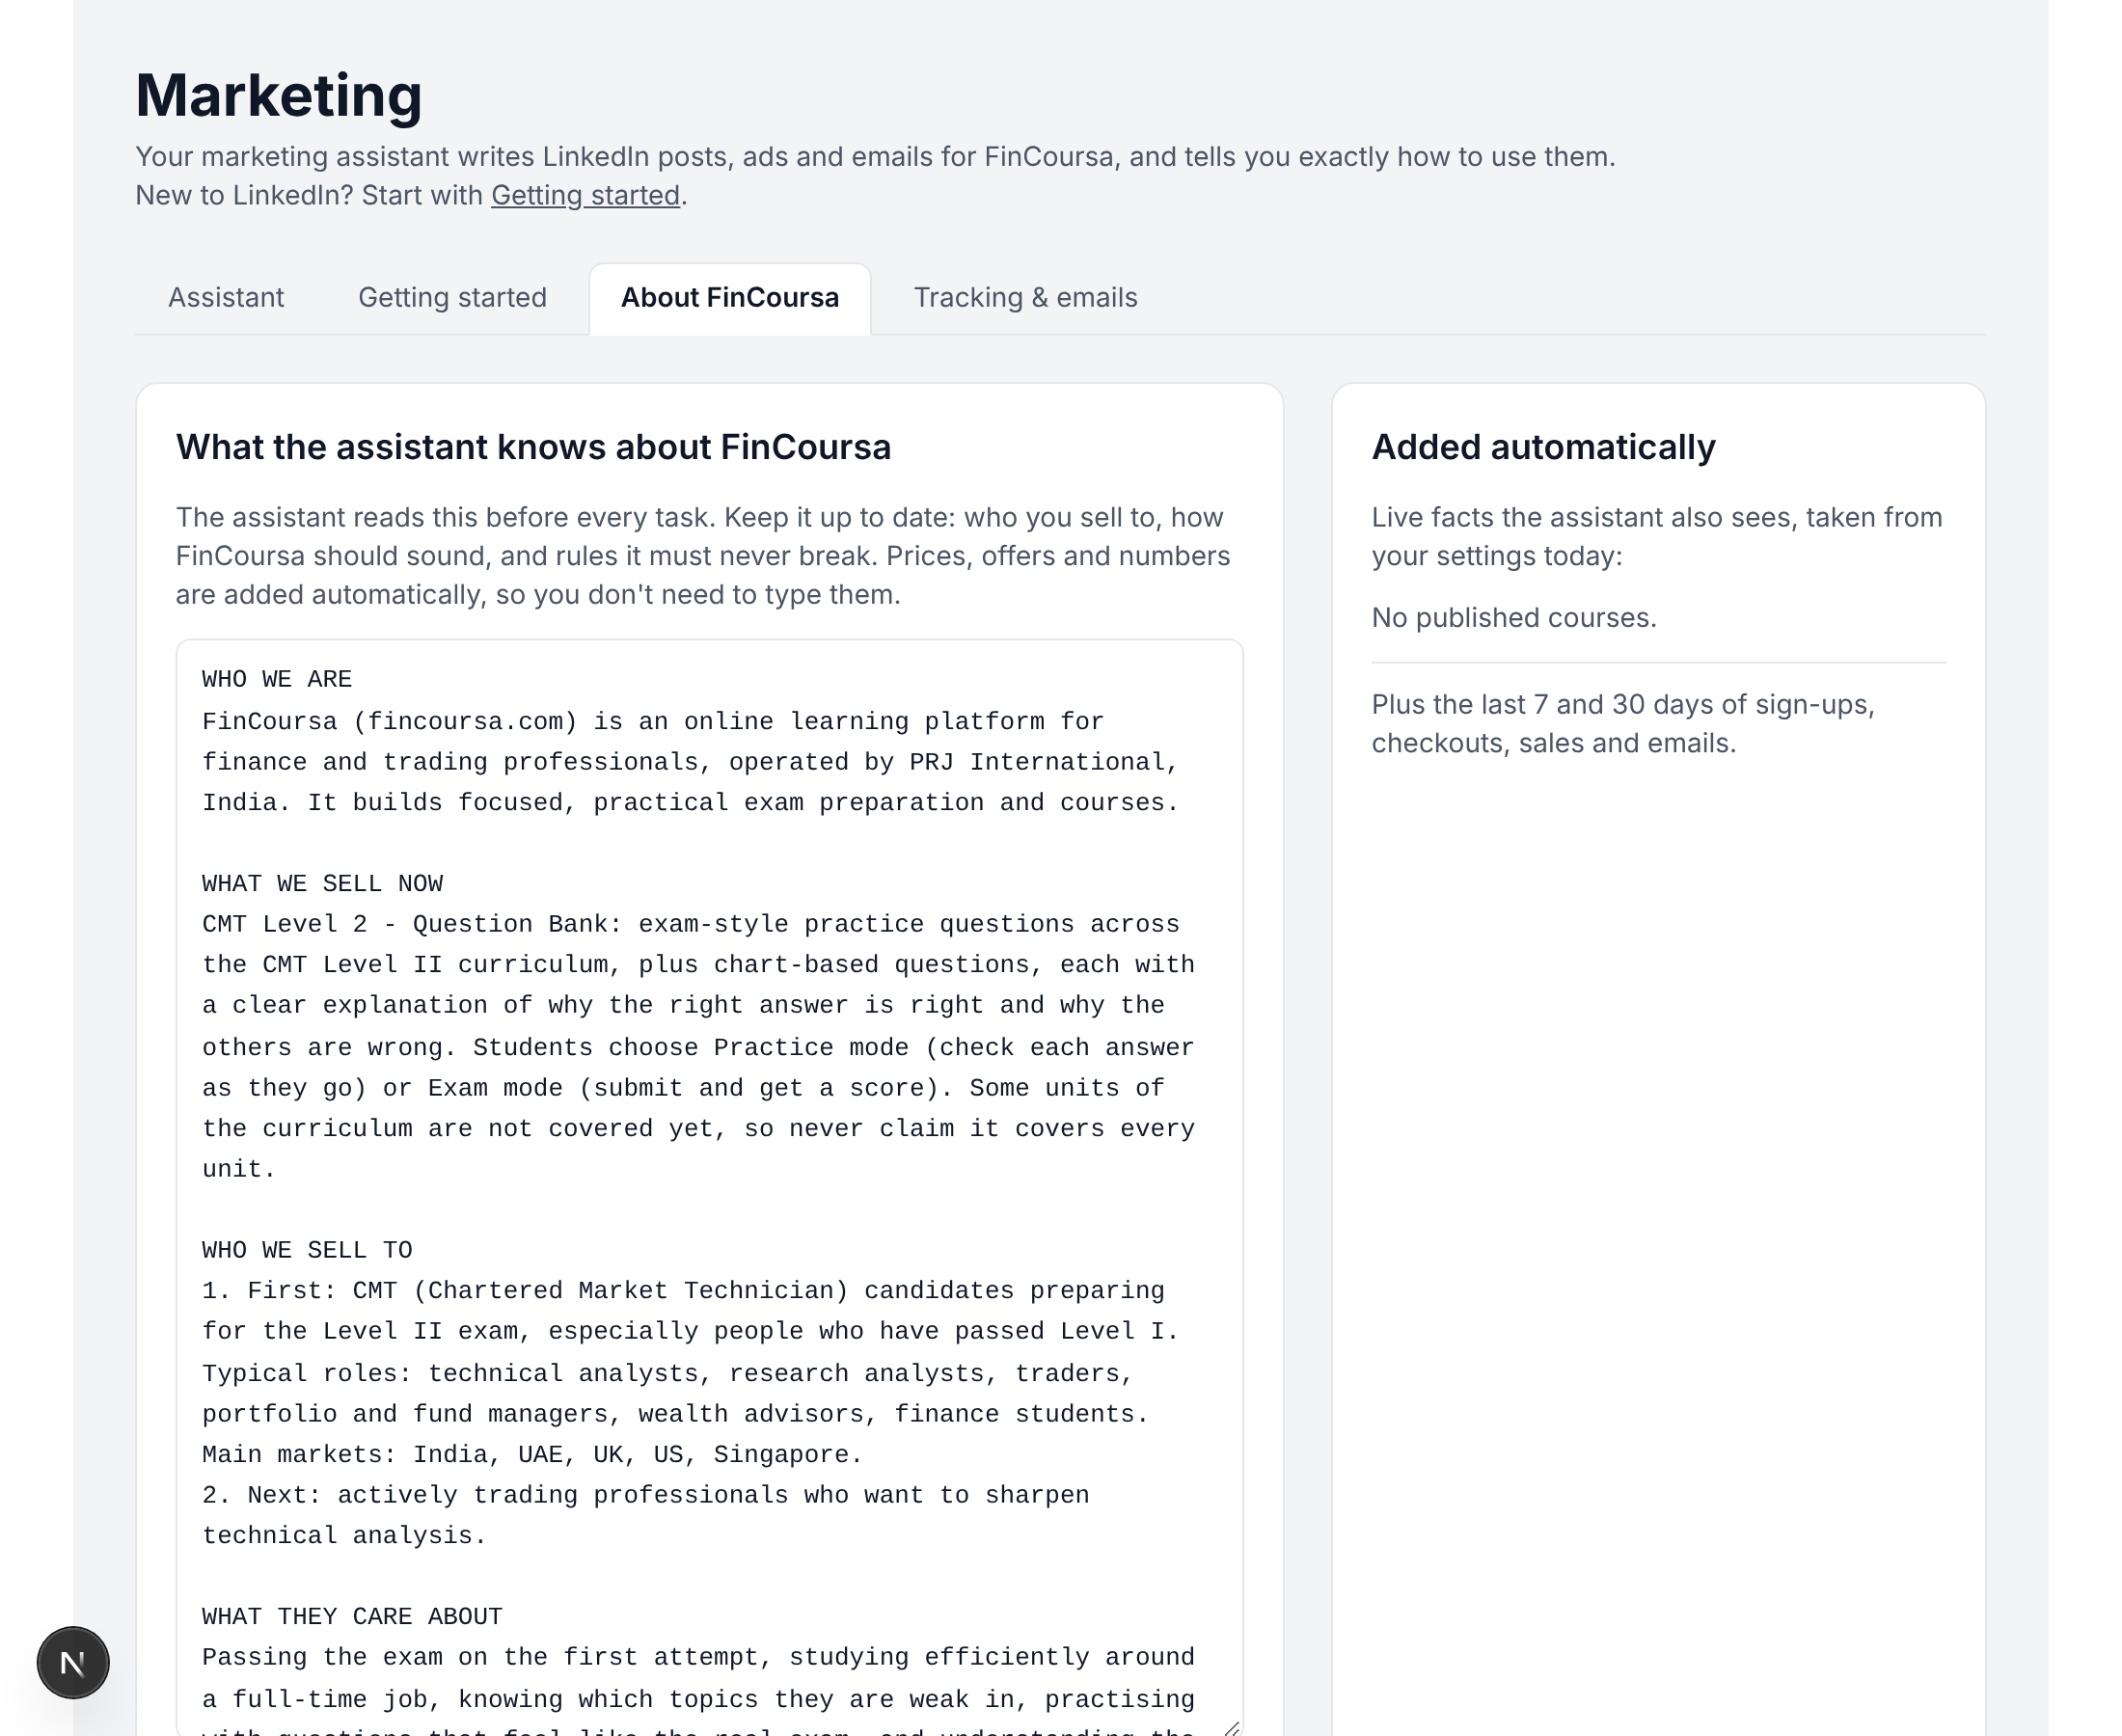 Marketing
Your marketing assistant writes LinkedIn posts, ads and emails for FinCoursa, and tells you exactly how to use them.
New to LinkedIn? Start with Getting started.
Assistant
Getting started
About FinCoursa
Tracking & emails
What the assistant knows about FinCoursa
The assistant reads this before every task. Keep it up to date: who you sell to, how
FinCoursa should sound, and rules it must never break. Prices, offers and numbers
are added automatically, so you don't need to type them.
WHO WE ARE
FinCoursa (fincoursa.com) is an online learning platform for
finance and trading professionals, operated by PRJ International,
India. It builds focused, practical exam preparation and courses.
WHAT WE SELL NOW
CMT Level 2 - Question Bank: exam-style practice questions across
the CMT Level II curriculum, plus chart-based questions, each with
a clear explanation of why the right answer is right and why the
others are wrong. Students choose Practice mode (check each answer
as they go) or Exam mode (submit and get a score). Some units of
the curriculum are not covered yet, so never claim it covers every
unit.
WHO WE SELL TO
1. First: CMT (Chartered Market Technician) candidates preparing
for the Level II exam, especially people who have passed Level I.
Typical roles: technical analysts, research analysts, traders,
portfolio and fund managers, wealth advisors, finance students.
Main markets: India, UAE, UK, US, Singapore.
2. Next: actively trading professionals who want to sharpen
technical analysis.
WHAT THEY CARE ABOUT
Passing the exam on the first attempt, studying efficiently around
a full-time job, knowing which topics they are weak in, practising
with questions that feel like the real exam, and understanding the
Added automatically
Live facts the assistant also sees, taken from
your settings today:
No published courses.
Plus the last 7 and 30 days of sign-ups,
checkouts, sales and emails.
N